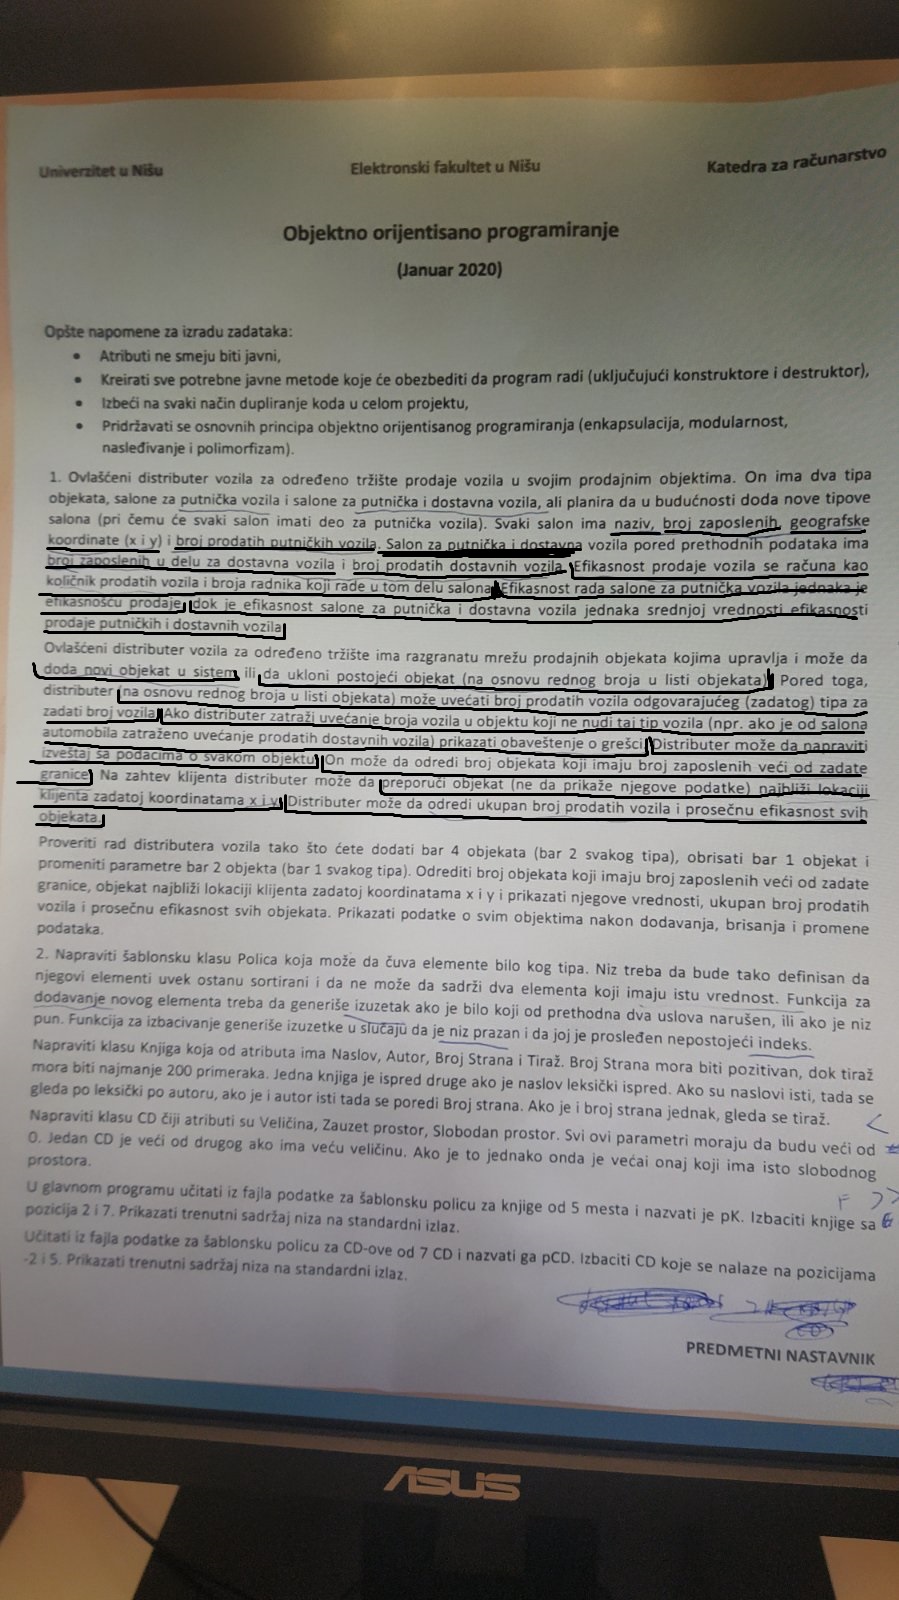 Univerzitet u Nišu Elektronski fakultet u Nišu Katedra za računarstvo
Objektno orijentisano programiranje
(Januar 2020)
Opšte napomene za izradu zadataka:
• Atributi ne smeju biti javni,
• Kreirati sve potrebne javne metode koje će obezbediti da program radi (uključujući konstruktore i destruktor),
• Izbeći na svaki način dupliranje koda u celom projektu,
• Pridržavati se osnovnih principa objektno orijentisanog programiranja (enkapsulacija, modularnost,
nasleđivanje i polimorfizam).
1. Ovlašćeni distributer vozila za određeno tržište prodaje vozila u svojim prodajnim objektima. On ima dva tipa
objekata, salone za putnička vozila i salone za putnička i dostavna vozila, ali planira da u budućnosti doda nove tipove
salona (pri čemu će svaki salon imati deo za putnička vozila). Svaki salon ima naziv, broj zaposlenih, geografske
koordinate (x i y) i broj prodatih putničkih vozila. Salon za putnička i dostavna vozila pored prethodnih podataka ima
broj zaposlenih u delu za dostavna vozila i broj prodatih dostavnih vozila. Efikasnost prodaje vozila se računa kao
količnik prodatih vozila i broja radnika koji rade u tom delu salona. Efikasnost rada salone za putnička vozila jednaka je
efikasnošću prodaje, dok je efikasnost salone za putnička i dostavna vozila jednaka srednjoj vrednosti efikasnosti
prodaje putničkih i dostavnih vozila.
Ovlašćeni distributer vozila za određeno tržište ima razgranatu mrežu prodajnih objekata kojima upravlja i može da
doda novi objekat u sistem ili da ukloni postojeći objekat (na osnovu rednog broja u listi objekata). Pored toga,
distributer (na osnovu rednog broja u listi objekata) može uvećati broj prodatih vozila odgovarajućeg (zadatog) tipa za
zadati broj vozila. Ako distributer zatraži uvećanje broja vozila u objektu koji ne nudi taj tip vozila (npr. ako je od salona
automobila zatraženo uvećanje prodatih dostavnih vozila) prikazati obaveštenje o grešci. Distributer može da napraviti
izveštaj sa podacima o svakom objektu. On može da odredi broj objekata koji imaju broj zaposlenih veći od zadate
granice. Na zahtev klijenta distributer može da preporuči objekat (ne da prikaže njegove podatke) najbliži lokaciji
klijenta zadatoj koordinatama x i y. Distributer može da odredi ukupan broj prodatih vozila i prosečnu efikasnost svih
objekata.
Proveriti rad distributera vozila tako što ćete dodati bar 4 objekata (bar 2 svakog tipa), obrisati bar 1 objekat i
promeniti parametre bar 2 objekta (bar 1 svakog tipa). Odrediti broj objekata koji imaju broj zaposlenih veći od zadate
granice, objekat najbliži lokaciji klijenta zadatoj koordinatama x i y i prikazati njegove vrednosti, ukupan broj prodatih
vozila i prosečnu efikasnost svih objekata. Prikazati podatke o svim objektima nakon dodavanja, brisanja i promene
podataka.
2. Napraviti šablonsku klasu Polica koja može da čuva elemente bilo kog tipa. Niz treba da bude tako definisan da
njegovi elementi uvek ostanu sortirani i da ne može da sadrži dva elementa koji imaju istu vrednost. Funkcija za
dodavanje novog elementa treba da generiše izuzetak ako je bilo koji od prethodna dva uslova narušen, ili ako je niz
pun. Funkcija za izbacivanje generiše izuzetke u slučaju da je niz prazan i da joj je prosleđen nepostojeći indeks.
Napraviti klasu Knjiga koja od atributa ima Naslov, Autor, Broj Strana i Tiraž. Broj Strana mora biti pozitivan, dok tiraž
mora biti najmanje 200 primeraka. Jedna knjiga je ispred druge ako je naslov leksički ispred. Ako su naslovi isti, tada se
gleda po leksički po autoru, ako je i autor isti tada se poredi Broj strana. Ako je i broj strana jednak, gleda se tiraž.
Napraviti klasu CD čiji atributi su Veličina, Zauzet prostor, Slobodan prostor. Svi ovi parametri moraju da budu veći od
0. Jedan CD je veći od drugog ako ima veću veličinu. Ako je to jednako onda je većai onaj koji ima isto slobodnog
prostora.
U glavnom programu učitati iz fajla podatke za šablonsku policu za knjige od 5 mesta i nazvati je pK. Izbaciti knjige sa
pozicija 2 i 7. Prikazati trenutni sadržaj niza na standardni izlaz.
Učitati iz fajla podatke za šablonsku policu za CD-ove od 7 CD i nazvati ga pCD. Izbaciti CD koje se nalaze na pozicijama
-2 i 5. Prikazati trenutni sadržaj niza na standardni izlaz.
PREDMETNI NASTAVNIK
ASUS